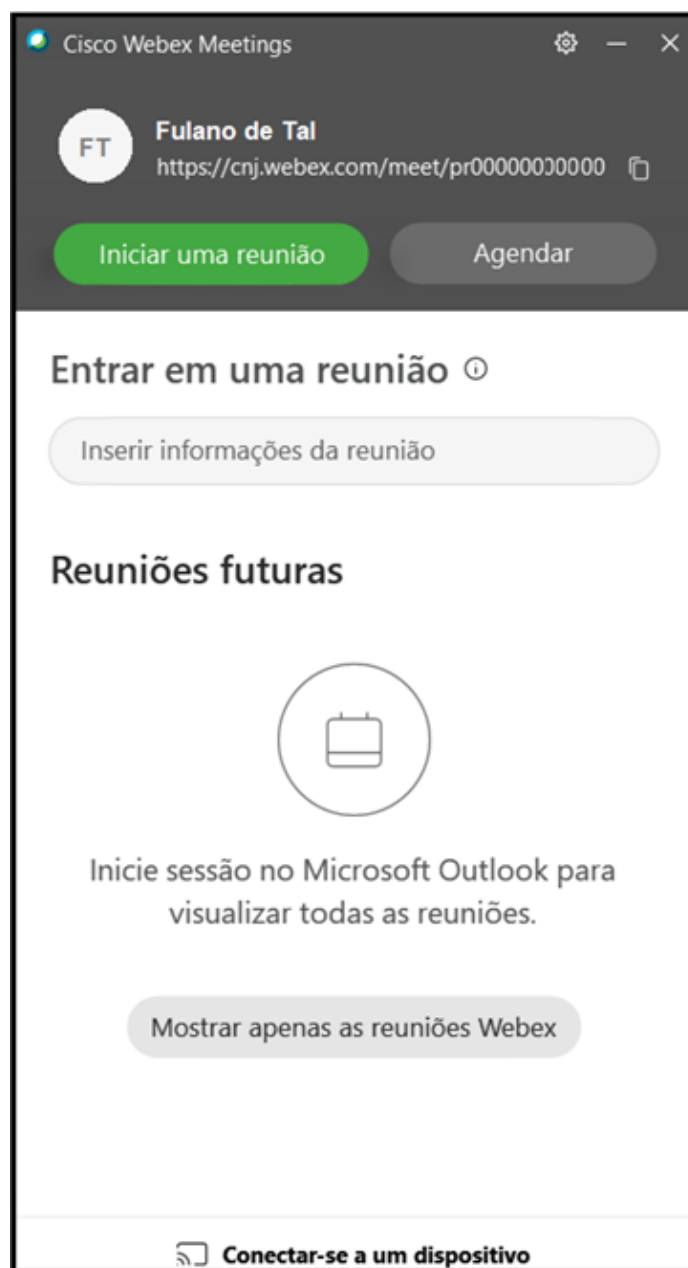 Cisco Webex Meetings
FT
Fulano de Tal
https://cnj.webex.com/meet/pr00000000000
Iniciar uma reunião
Agendar
Entrar em uma reunião
Inserir informações da reunião
Reuniões futuras
Inicie sessão no Microsoft Outlook para
visualizar todas as reuniões.
Mostrar apenas as reuniões Webex
Conectar-se a um dispositivo